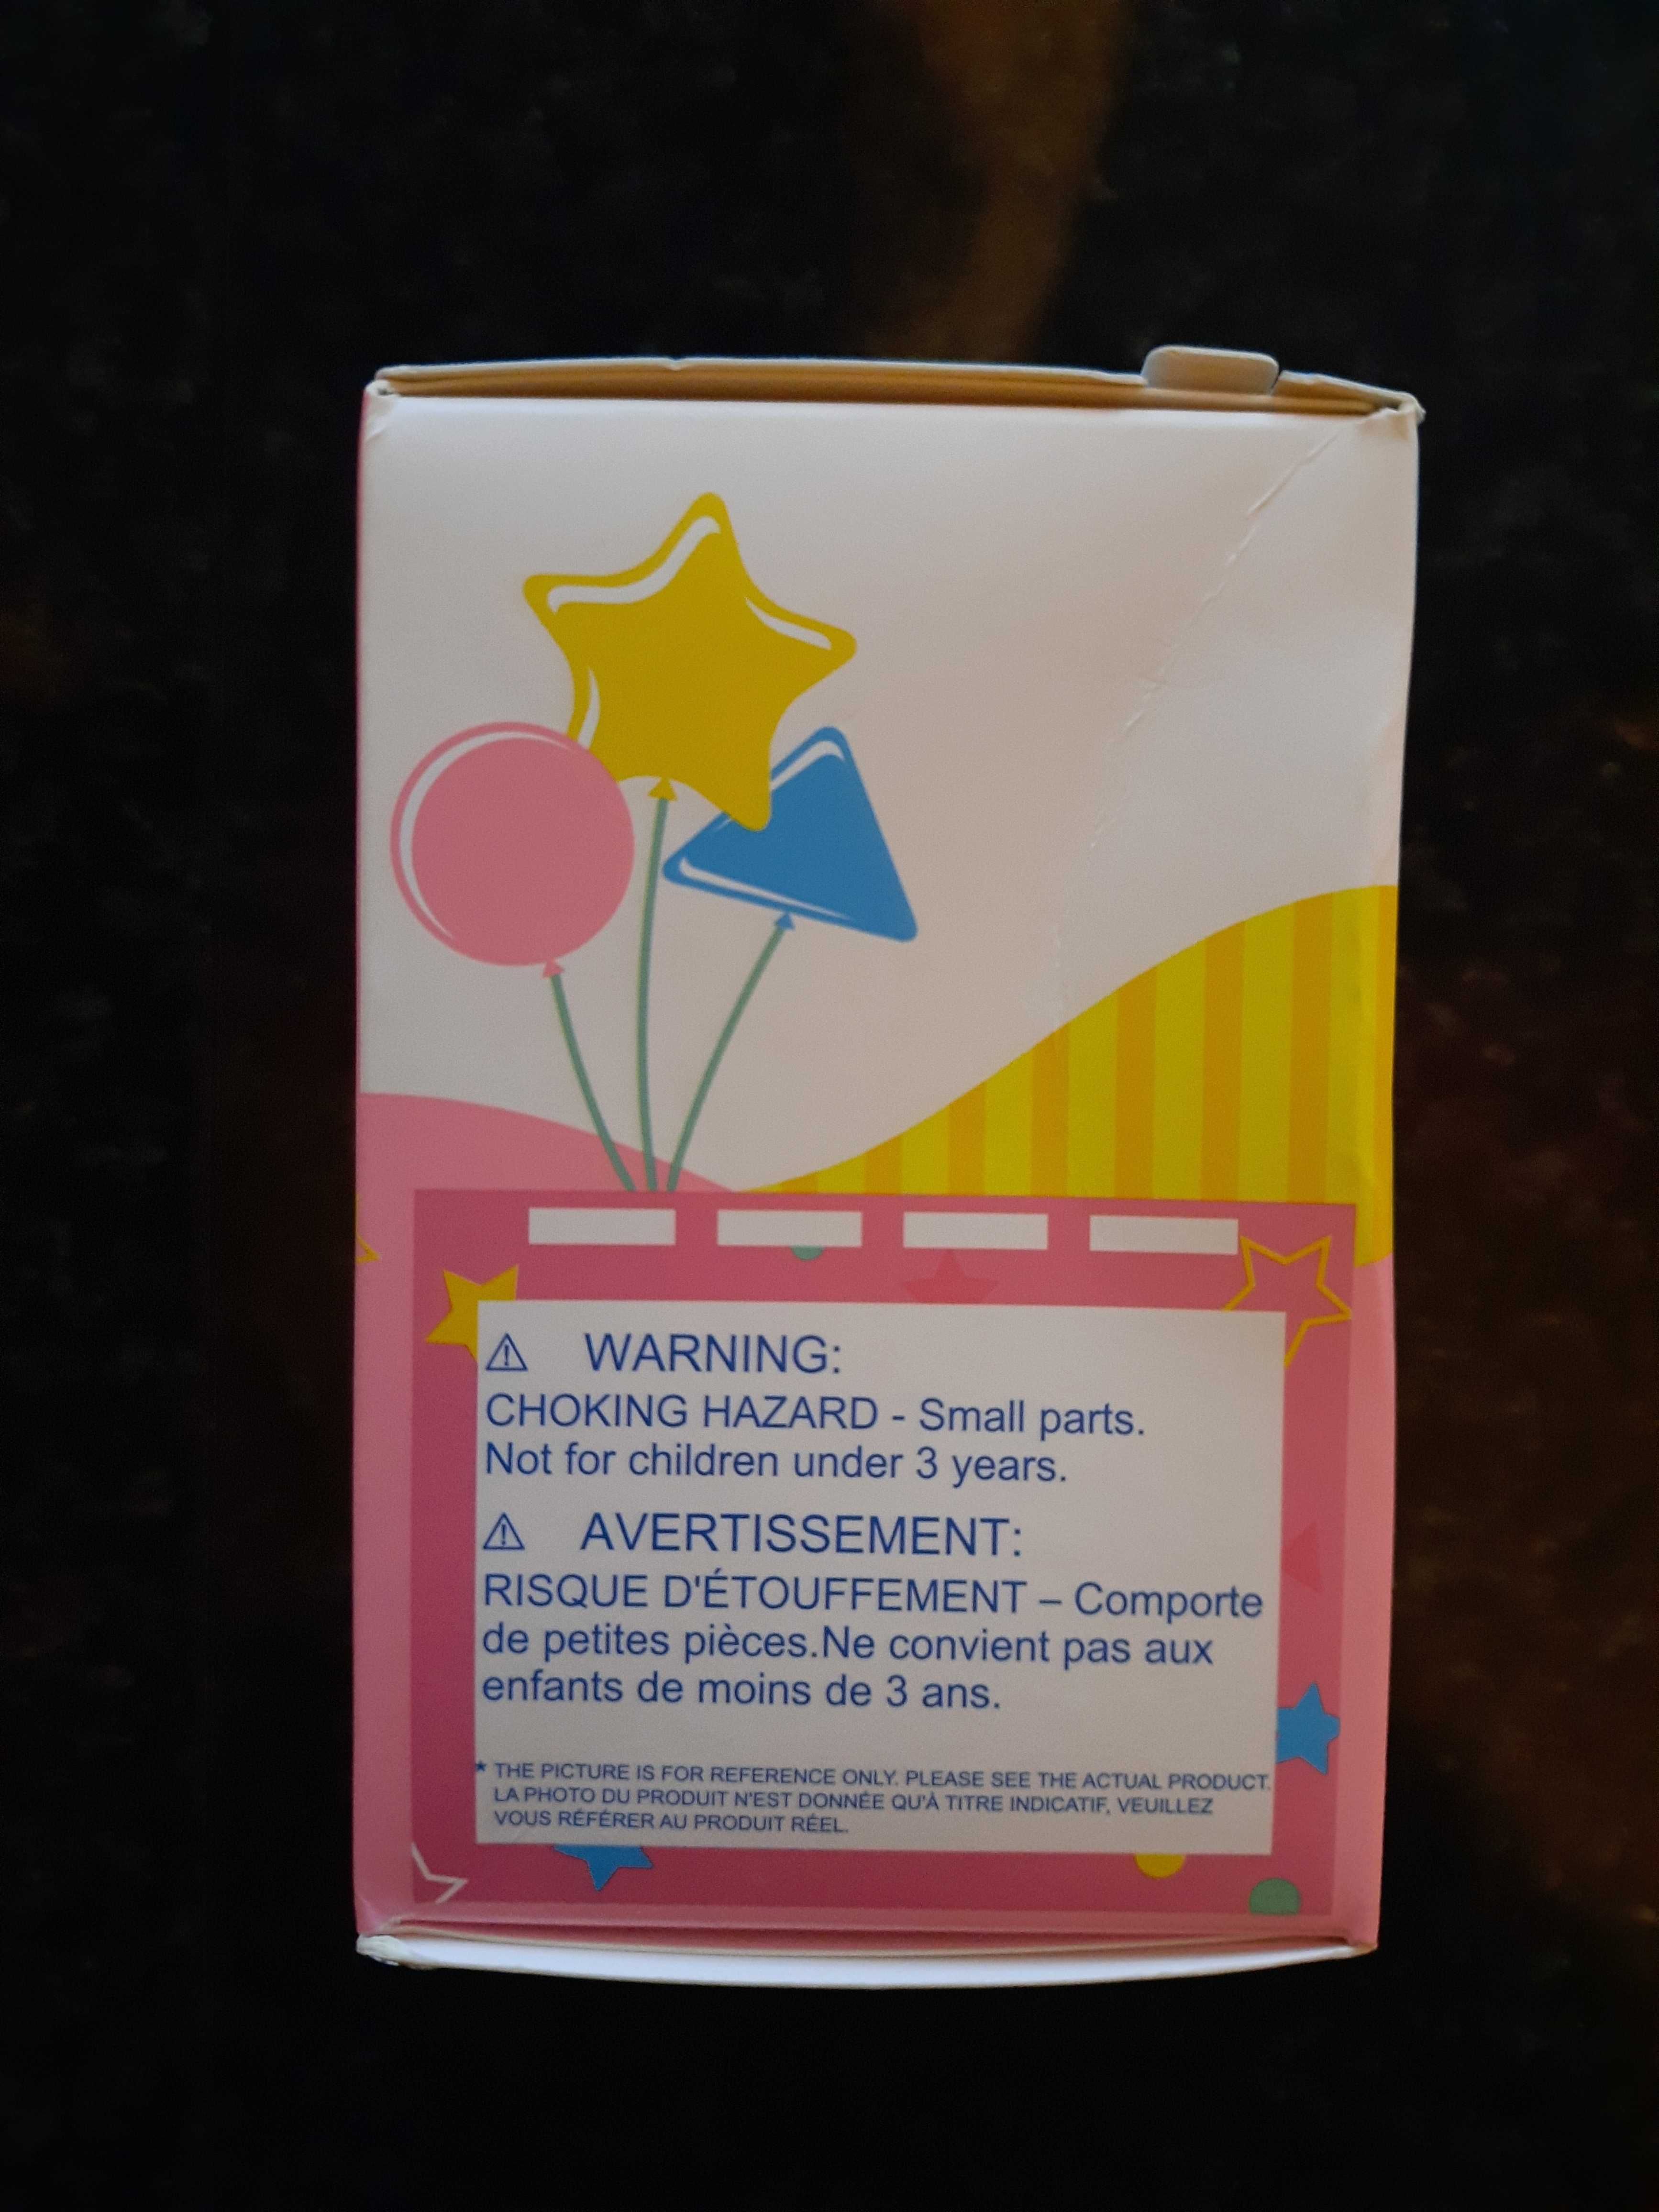 ⚠ WARNING:
CHOKING HAZARD - Small parts.
Not for children under 3 years.
⚠ AVERTISSEMENT:
RISQUE D'ÉTOUFFEMENT – Comporte
de petites pièces.Ne convient pas aux
enfants de moins de 3 ans.
* THE PICTURE IS FOR REFERENCE ONLY. PLEASE SEE THE ACTUAL PRODUCT.
LA PHOTO DU PRODUIT N'EST DONNÉE QU'À TITRE INDICATIF, VEUILLEZ
VOUS RÉFÉRER AU PRODUIT RÉEL.